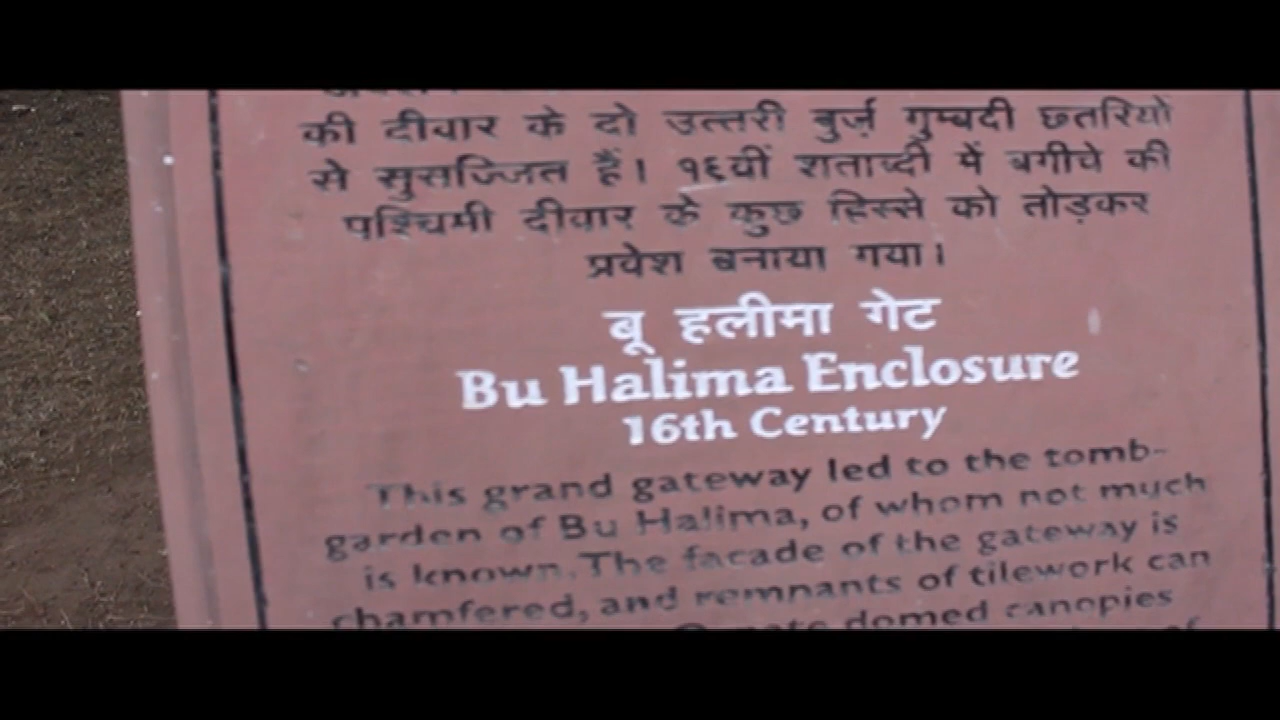 की दीवार के दो उत्तरी बुर्ज़ गुम्बदी छतरियों
से सुसज्जित हैं। १६वीं शताब्दी में बगीचे की
पश्चिमी दीवार के कुछ हिस्से को तोड़कर
प्रवेश बनाया गया।
बू हलीमा गेट
Bu Halima Enclosure
16th Century
This grand gateway led to the tomb-
garden of Bu Halima, of whom not much
is known. The facade of the gateway is
chamfered, and remnants of tilework can
domed canopies
of